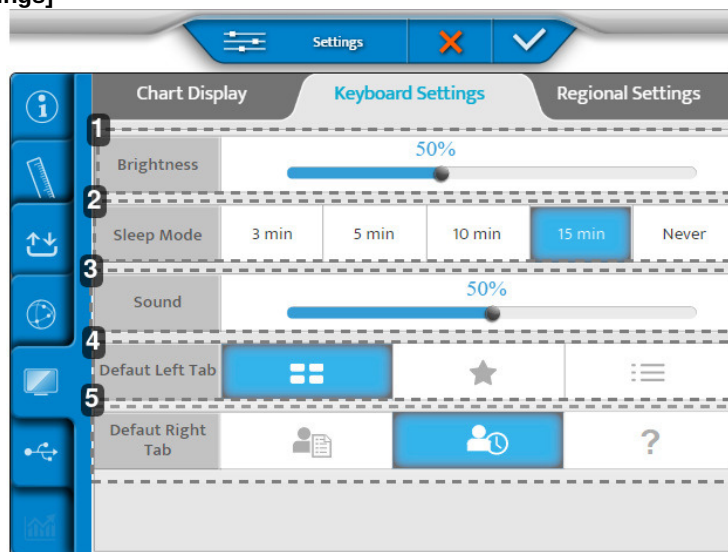 ngs]
Settings
Chart Display
Keyboard Settings
Regional Settings
1
Brightness
50%
2
Sleep Mode
3 min
5 min
10 min
15 min
Never
3
Sound
50%
4
Defaut Left Tab
5
Defaut Right
Tab
?